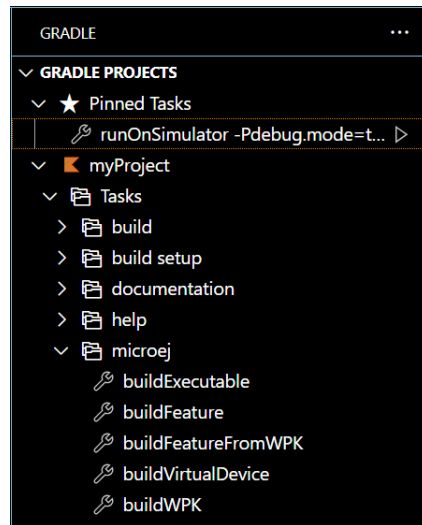 GRADLE
GRADLE PROJECTS
Pinned Tasks
runOnSimulator -Pdebug.mode=t...
myProject
Tasks
build
build setup
documentation
help
microej
buildExecutable
buildFeature
buildFeatureFromWPK
buildVirtualDevice
buildWPK